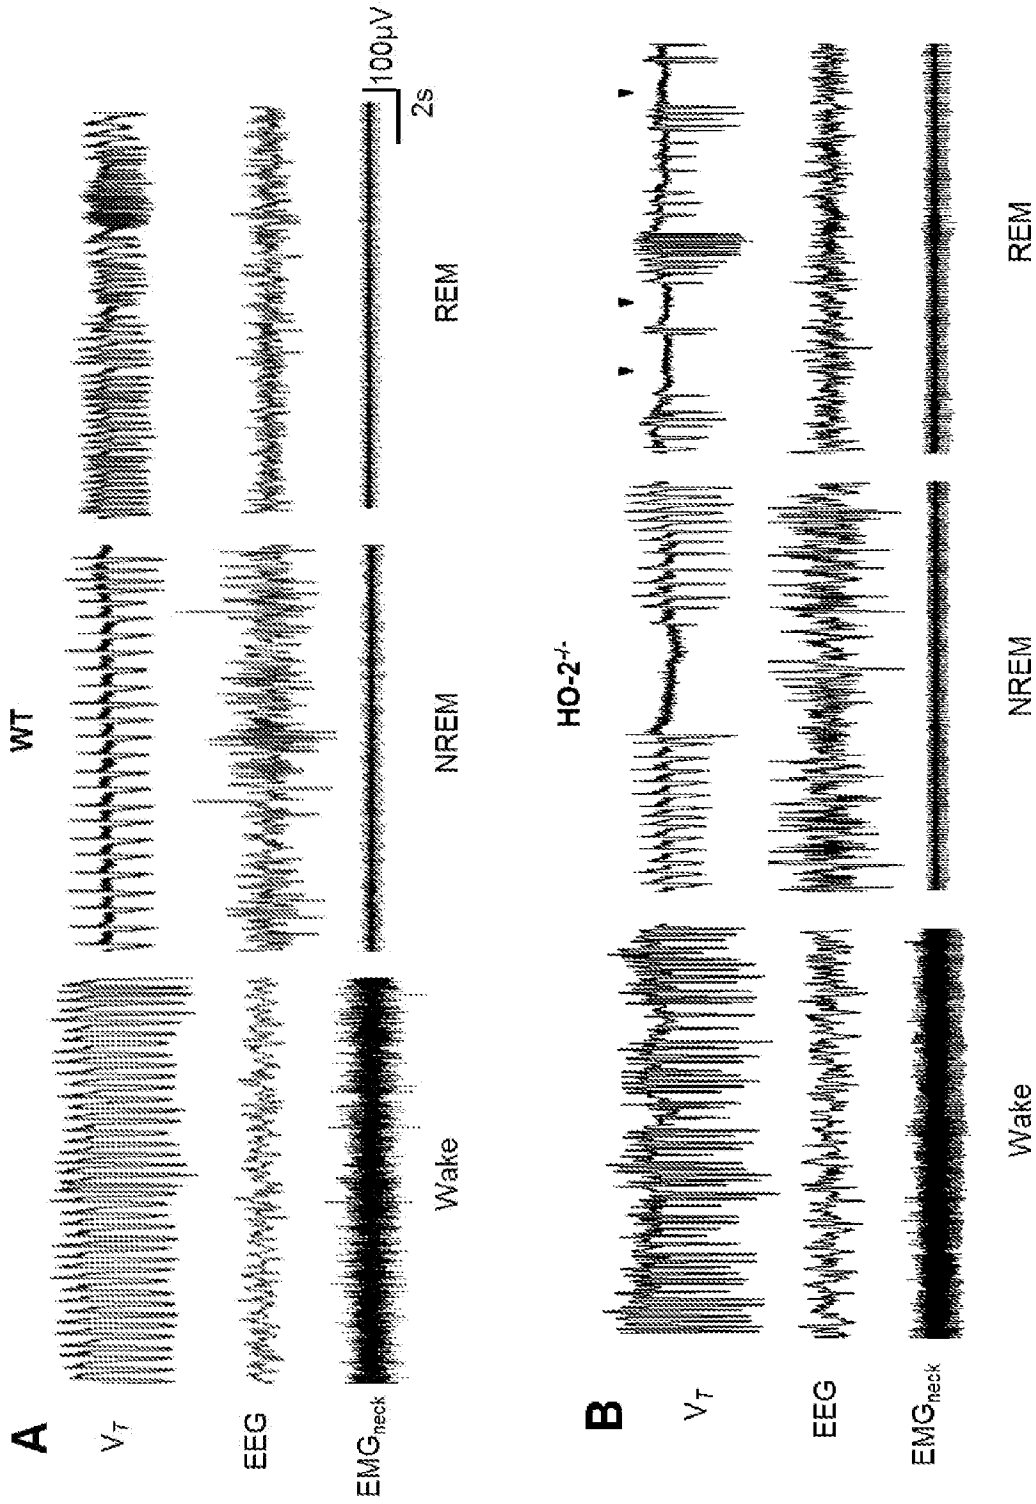 A
WT
V_T
EEG
EMG_neck
Wake
NREM
REM
100μV
2s
B
HO-2^-/-
V_T
EEG
EMG_neck
Wake
NREM
REM